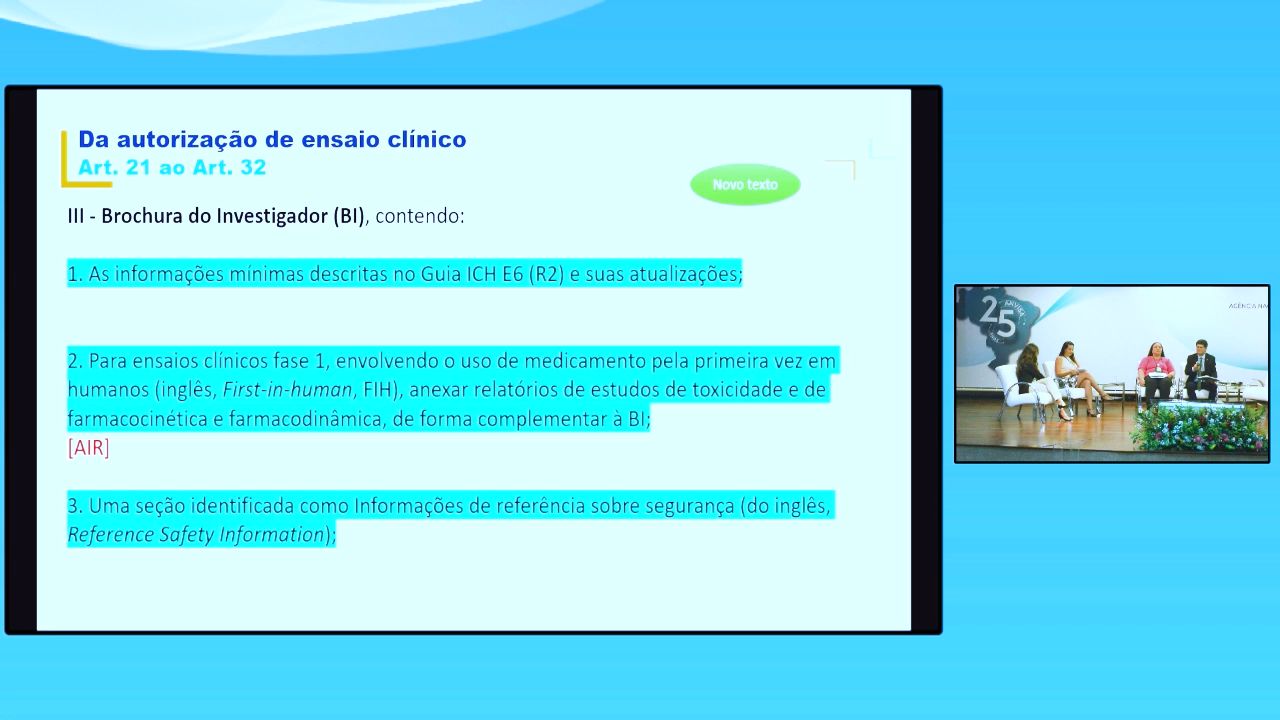 Da autorização de ensaio clínico
Art. 21 ao Art. 32
Novo texto
III - Brochura do Investigador (BI), contendo:
1. As informações mínimas descritas no Guia ICH E6 (R2) e suas atualizações;
2. Para ensaios clínicos fase 1, envolvendo o uso de medicamento pela primeira vez em
humanos (inglês, First-in-human, FIH), anexar relatórios de estudos de toxicidade e de
farmacocinética e farmacodinâmica, de forma complementar à BI;
[AIR]
3. Uma seção identificada como Informações de referência sobre segurança (do inglês,
Reference Safety Information);
25
ANVISA
AGÊNCIA NA